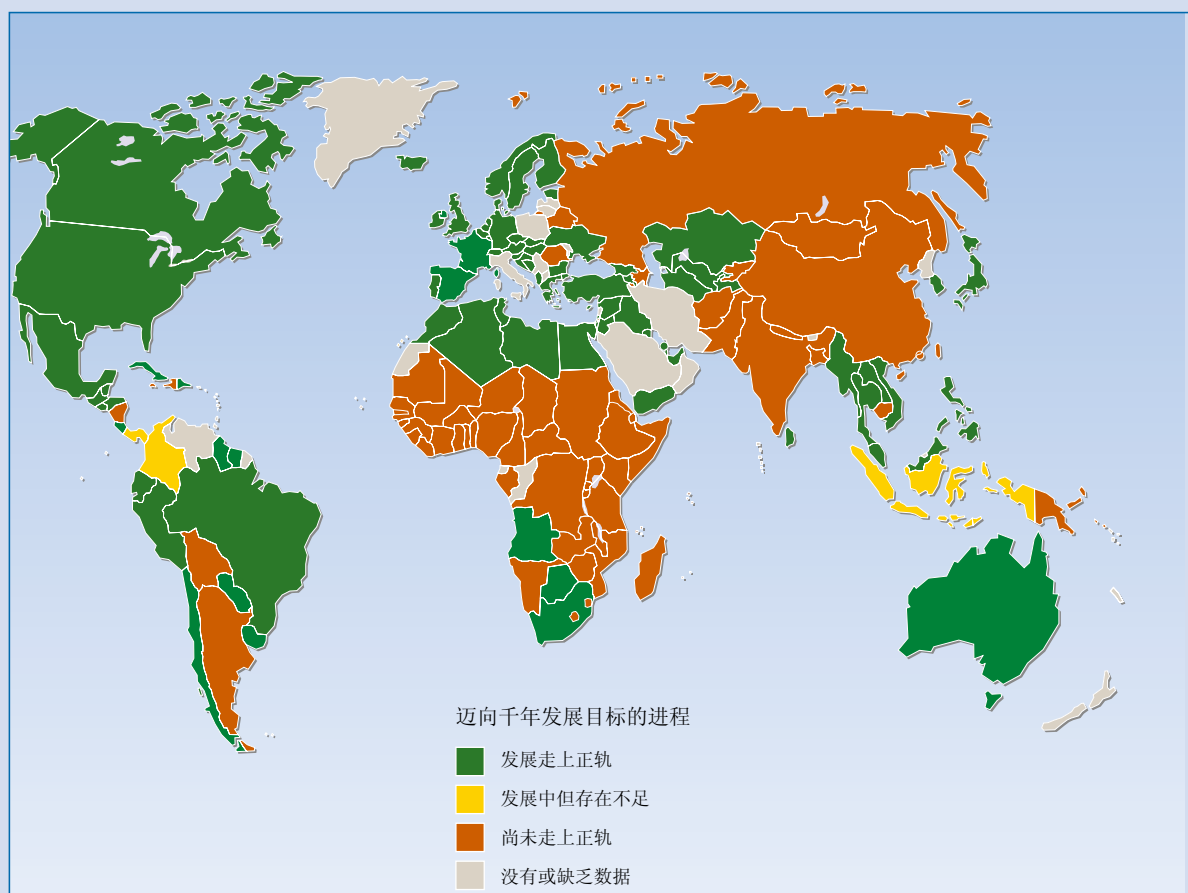 迈向千年发展目标的进程
发展走上正轨
发展中但存在不足
尚未走上正轨
没有或缺乏数据